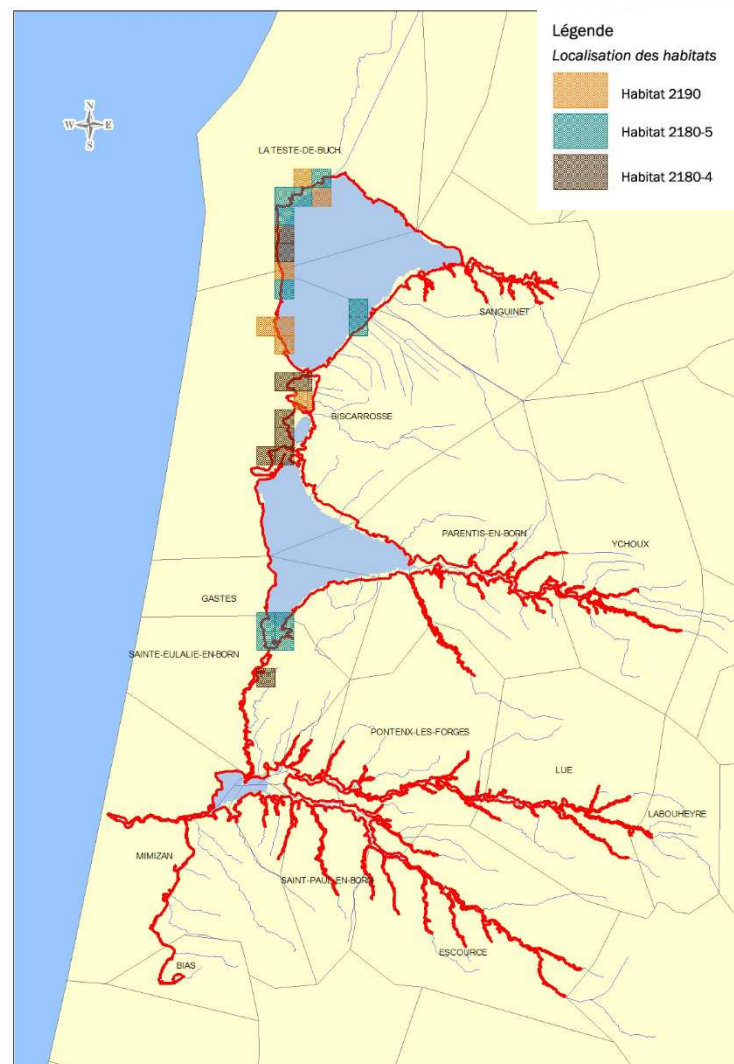 Légende
Localisation des habitats
Habitat 2190
Habitat 2180-5
Habitat 2180-4
N
W E
S
LA TESTE-DE-BUCH
SANGUINET
BISCARROSSE
PARENTIS-EN-BORN
YCHOUX
GASTES
SAINTE-EULALIE-EN-BORN
PONTENX-LES-FORGES
LUE
LABOUHEYRE
MIMIZAN
SAINT-PAUL-EN-BORN
ESCOURCE
BIAS